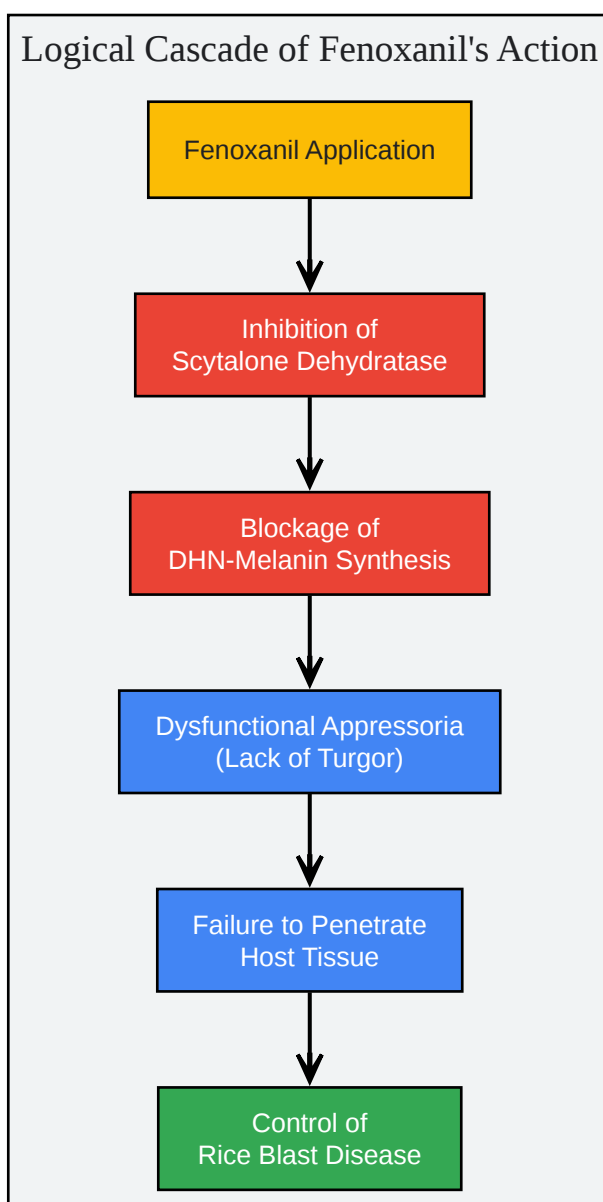 Logical Cascade of Fenoxanil's Action
Fenoxanil Application
Inhibition of
Scytalone Dehydratase
Blockage of
DHN-Melanin Synthesis
Dysfunctional Appressoria
(Lack of Turgor)
Failure to Penetrate
Host Tissue
Control of
Rice Blast Disease